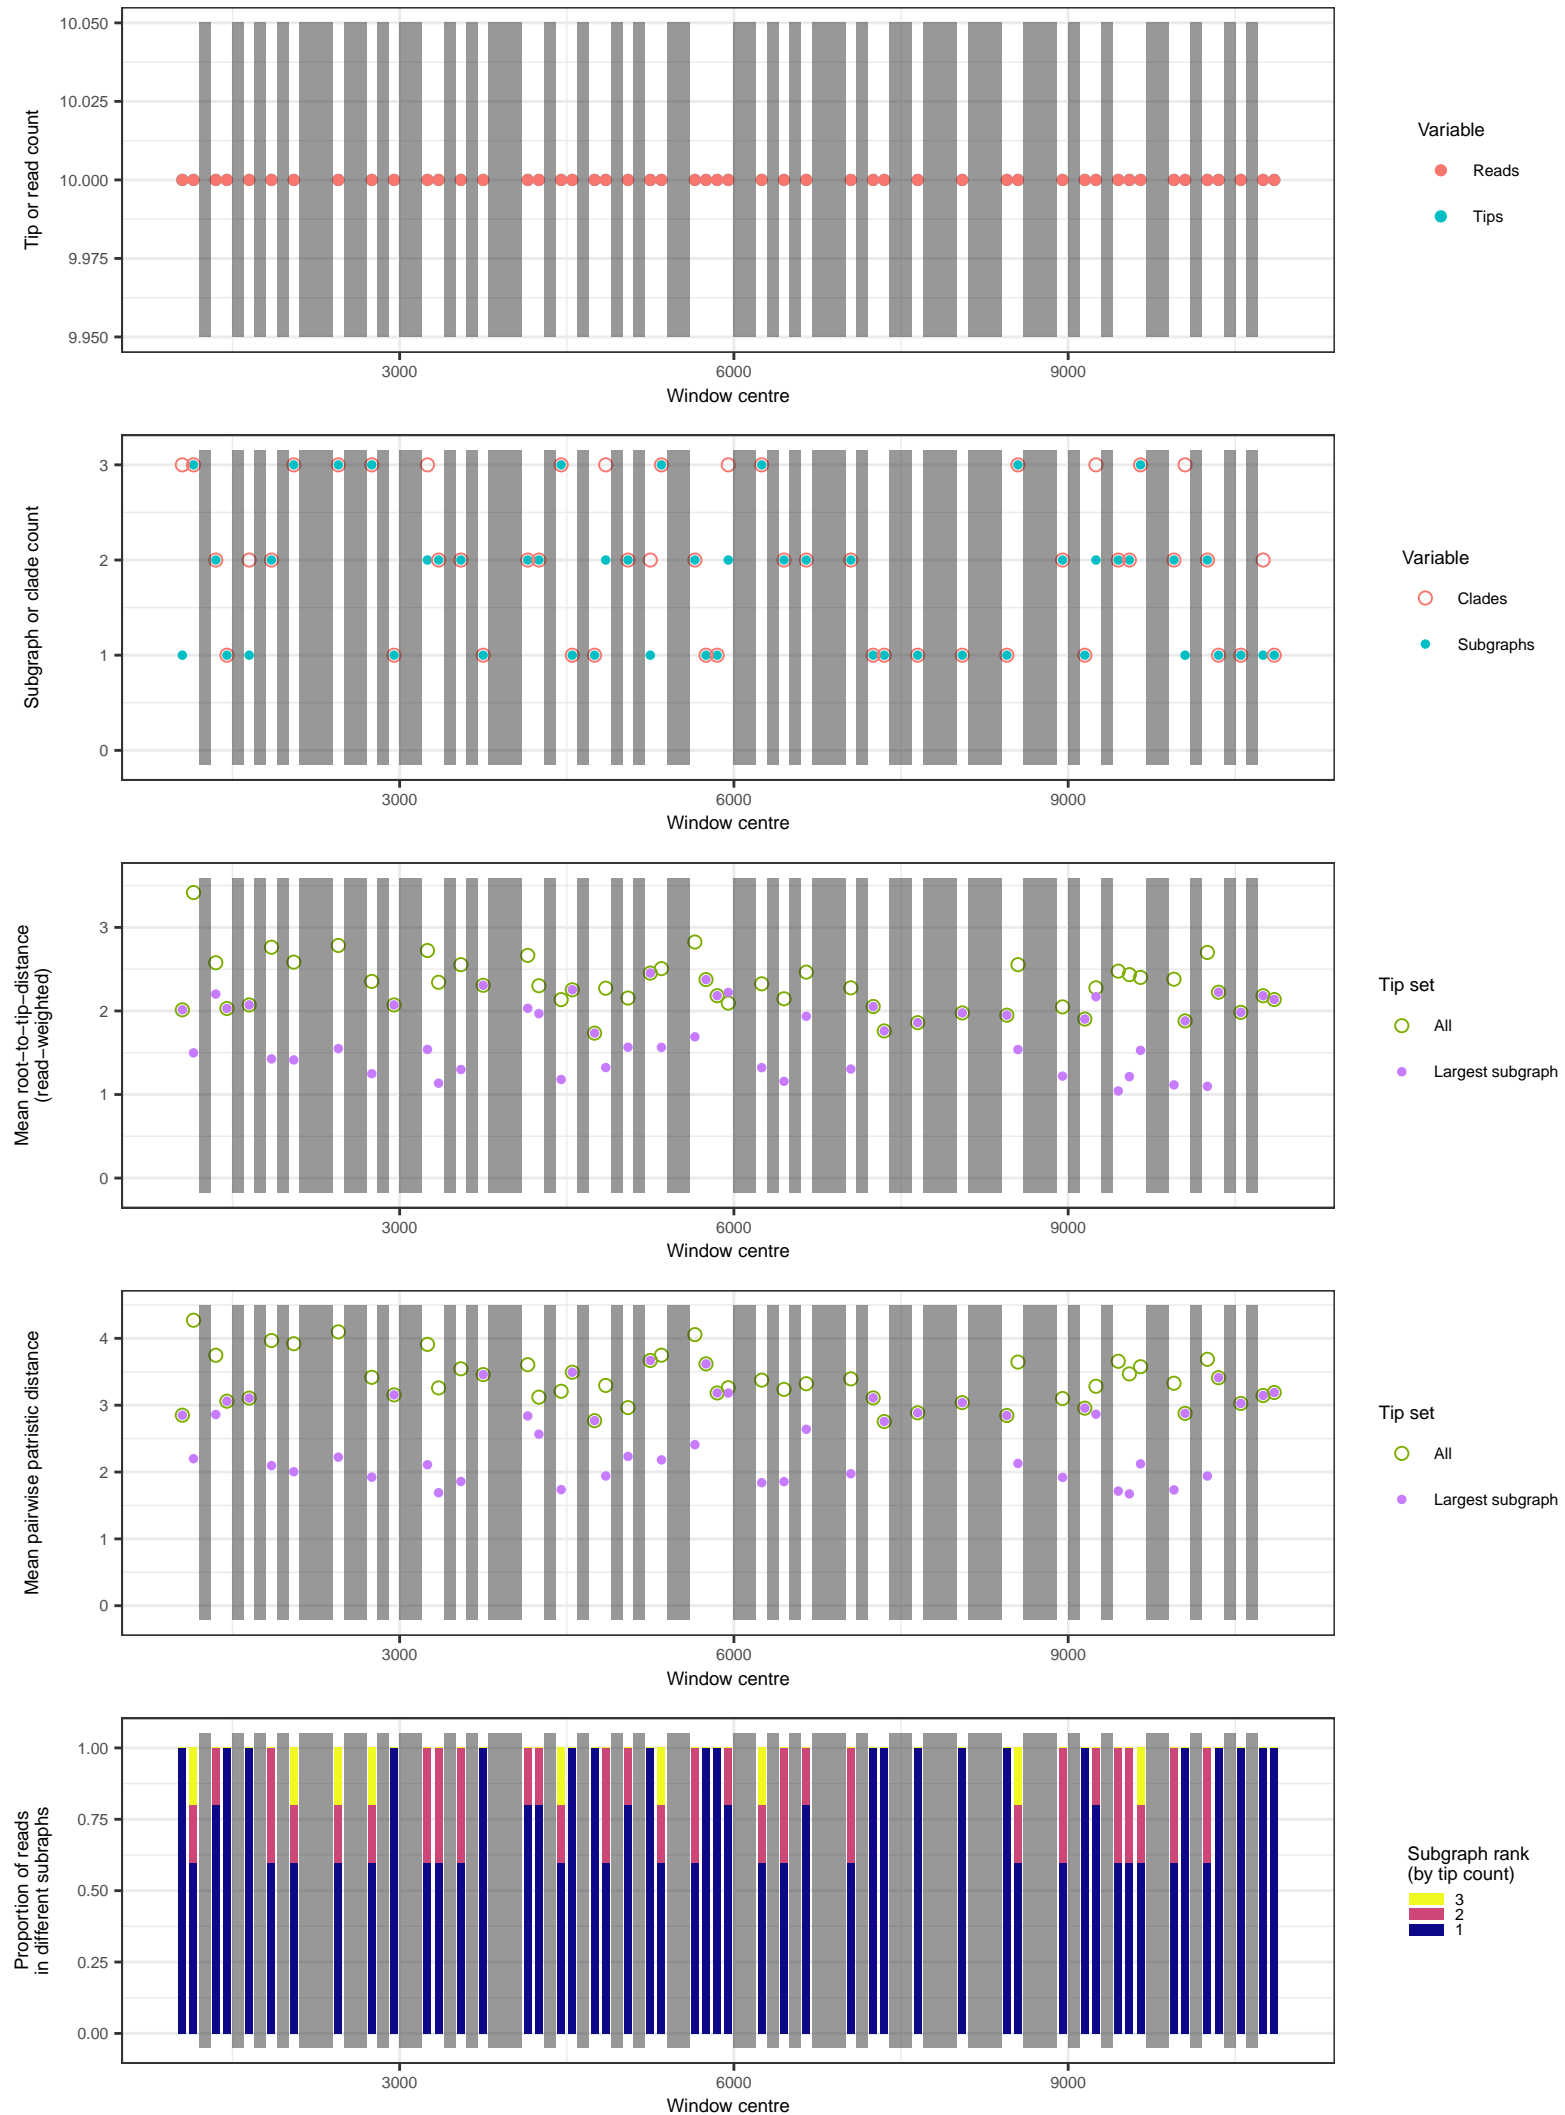 10.050
10.025
10.000
9.975
9.950
Tip or read count
3000
6000
9000
Window centre
Variable
Reads
Tips
3
2
1
0
Subgraph or clade count
3000
6000
9000
Window centre
Variable
Clades
Subgraphs
3
2
1
0
Mean root−to−tip−distance
(read−weighted)
3000
6000
9000
Window centre
Tip set
All
Largest subgraph
4
3
2
1
0
Mean pairwise patristic distance
3000
6000
9000
Window centre
Tip set
All
Largest subgraph
1.00
0.75
0.50
0.25
0.00
Proportion of reads
in different subraphs
3000
6000
9000
Window centre
Subgraph rank
(by tip count)
3
2
1